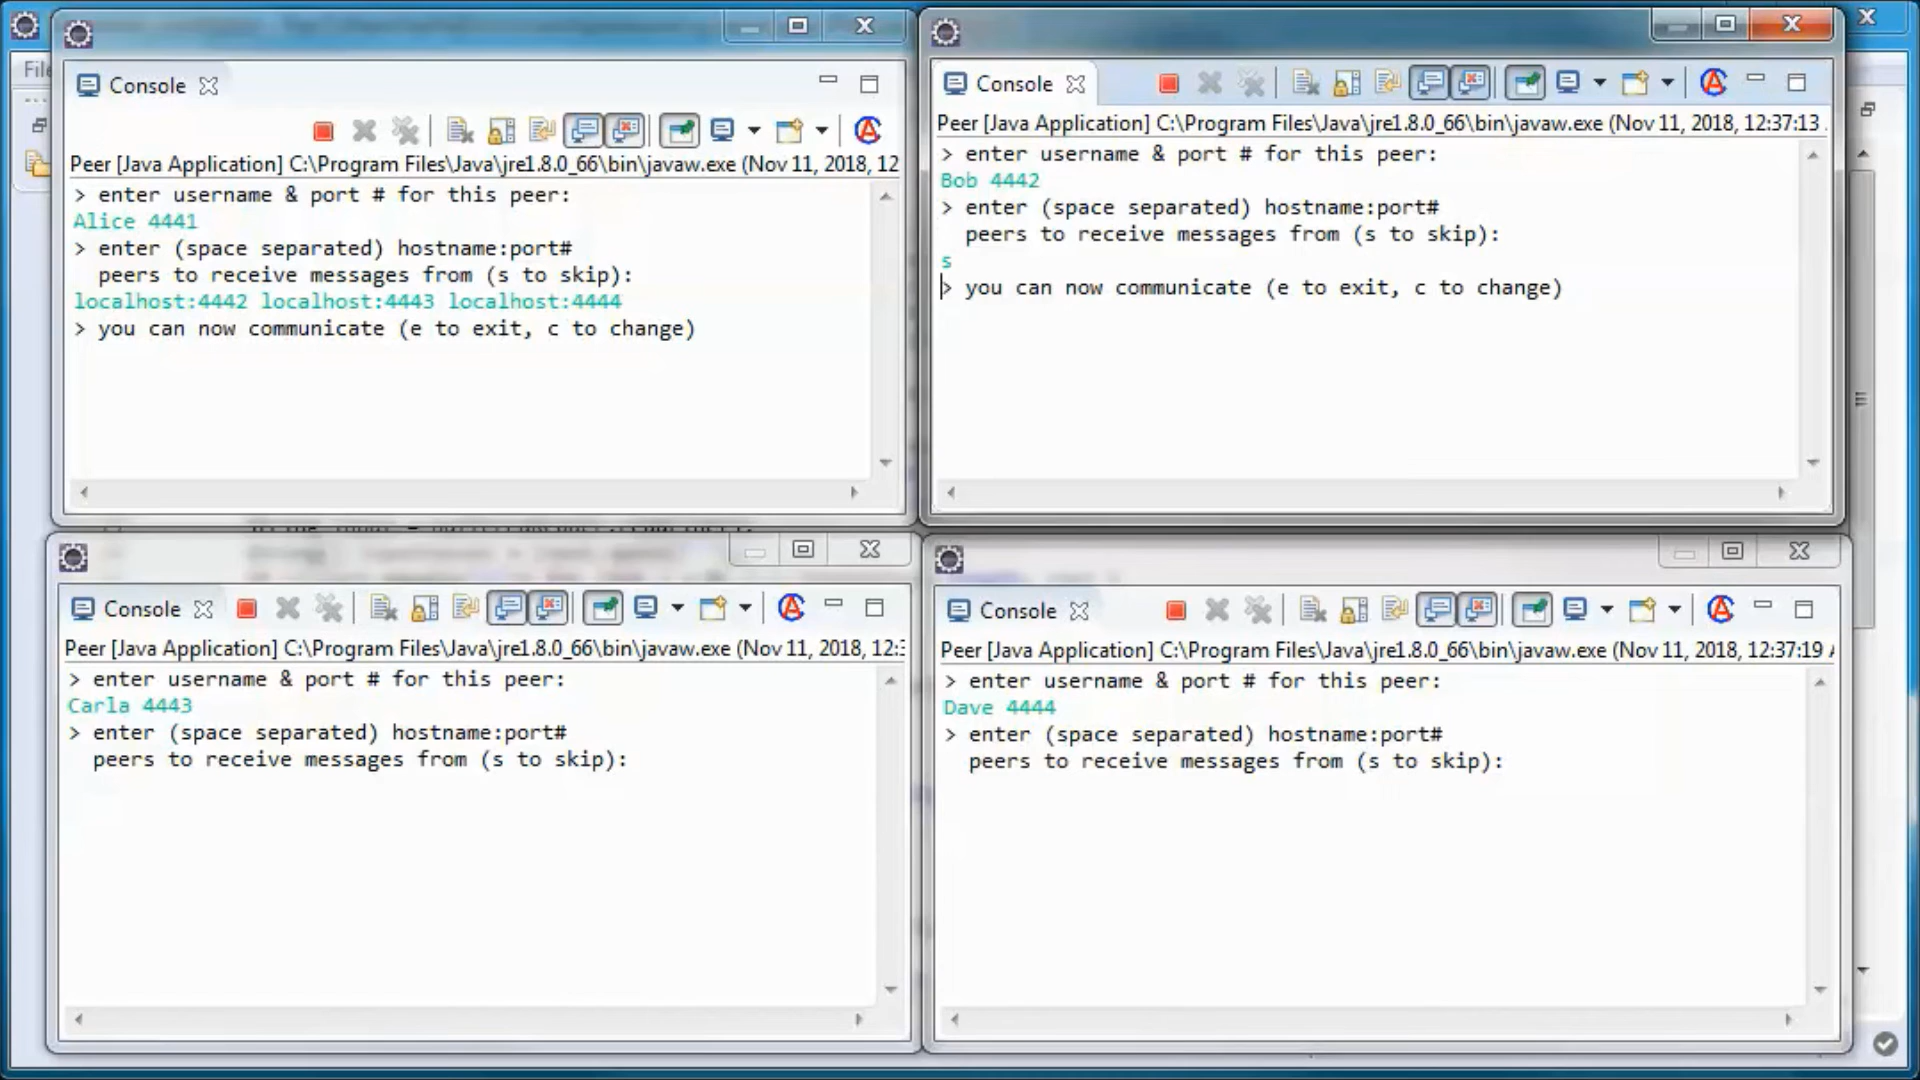 File
Console
Peer [Java Application] C:\Program Files\Java\jre1.8.0_66\bin\javaw.exe (Nov 11, 2018, 12
> enter username & port # for this peer:
Alice 4441
> enter (space separated) hostname:port#
peers to receive messages from (s to skip):
localhost:4442 localhost:4443 localhost:4444
> you can now communicate (e to exit, c to change)
Console
Peer [Java Application] C:\Program Files\Java\jre1.8.0_66\bin\javaw.exe (Nov 11, 2018, 12:37:13
> enter username & port # for this peer:
Bob 4442
> enter (space separated) hostname:port#
peers to receive messages from (s to skip):
s
> you can now communicate (e to exit, c to change)
Console
Peer [Java Application] C:\Program Files\Java\jre1.8.0_66\bin\javaw.exe (Nov 11, 2018, 12:3
> enter username & port # for this peer:
Carla 4443
> enter (space separated) hostname:port#
peers to receive messages from (s to skip):
Console
Peer [Java Application] C:\Program Files\Java\jre1.8.0_66\bin\javaw.exe (Nov 11, 2018, 12:37:19
> enter username & port # for this peer:
Dave 4444
> enter (space separated) hostname:port#
peers to receive messages from (s to skip):